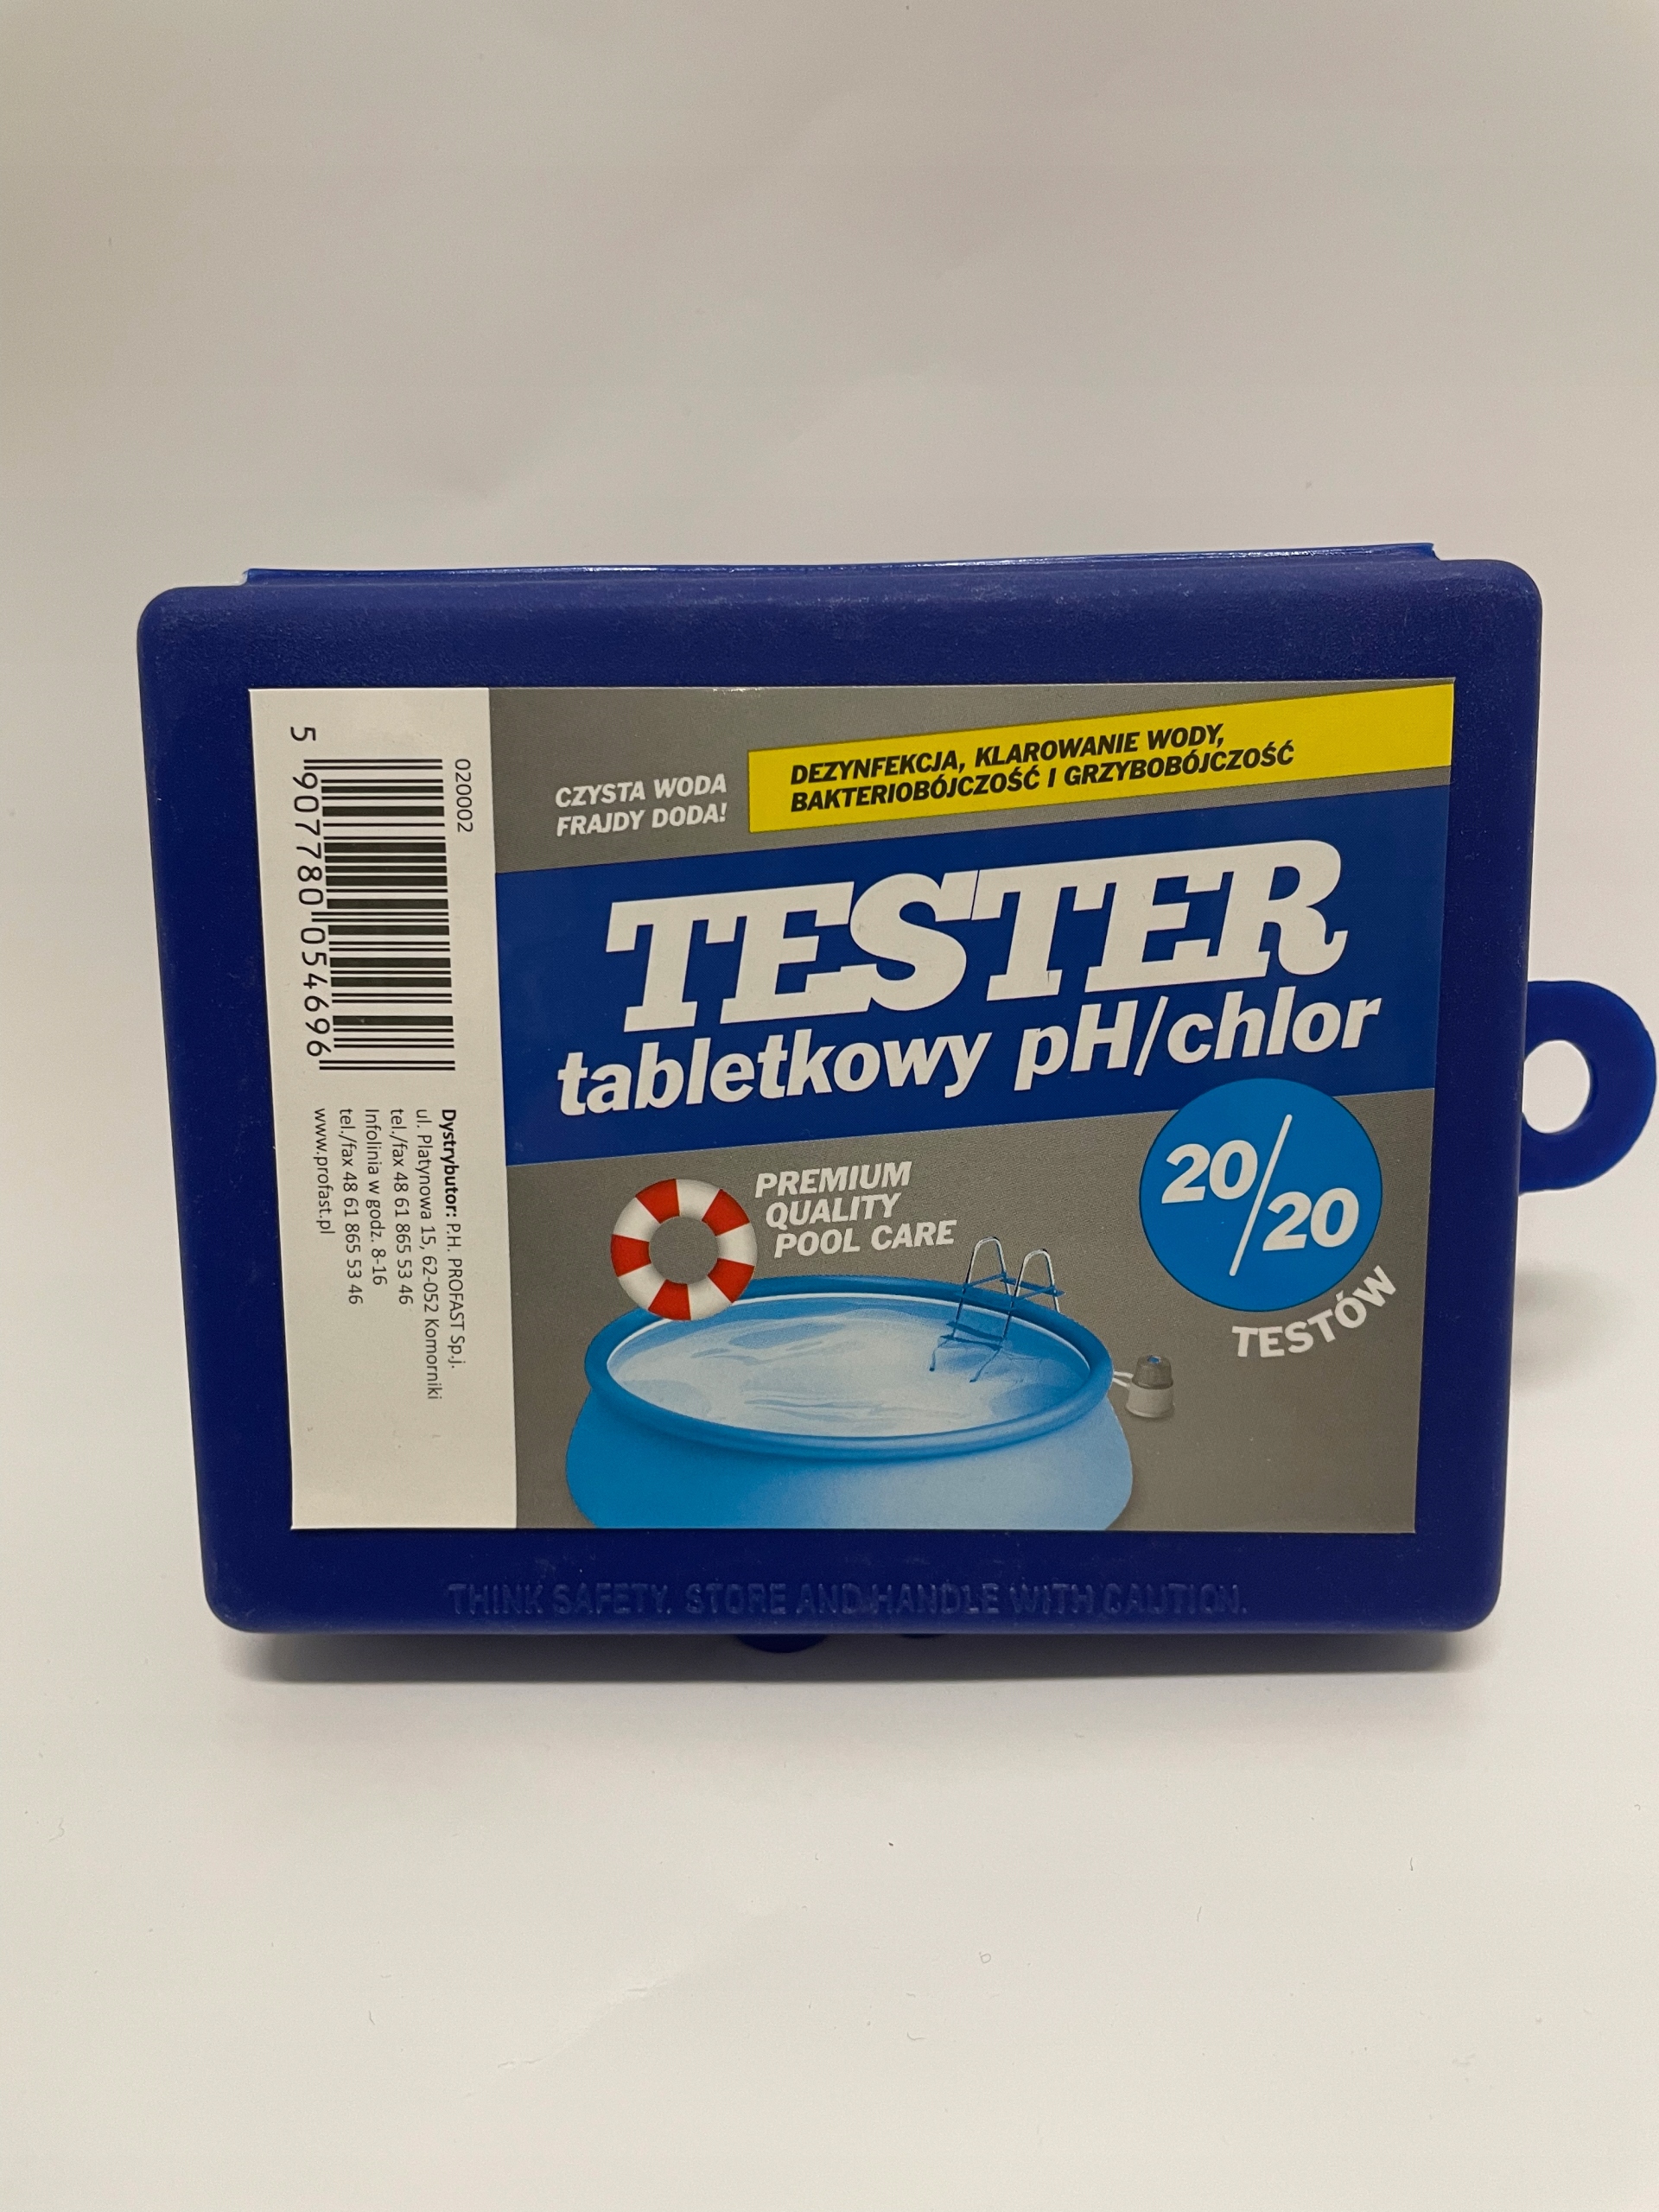 CZYSTA WODA
FRAJDY DODA!
DEZYNFEKCJA, KLAROWANIE WODY,
BAKTERIOBÓJCZOŚĆ I GRZYBOBÓJCZOŚĆ
TESTER
tabletkowy pH/chlor
20/20
TESTÓW
PREMIUM
QUALITY
POOL CARE
020002
5 907780 054696
Dystrybutor: P.H. PROFAST Sp.j.
ul. Platynowa 15, 62-052 Komorniki
tel./fax 48 61 865 53 46
Infolinia w godz. 8-16
tel./fax 48 61 865 53 46
www.profast.pl
THINK SAFETY. STORE AND HANDLE WITH CAUTION.